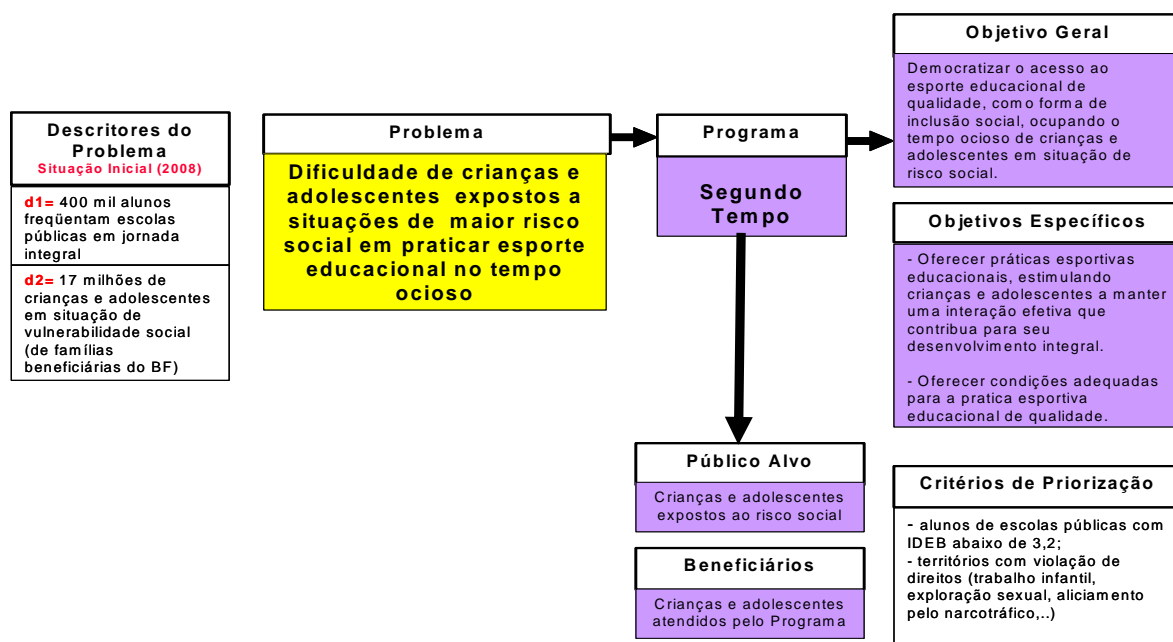 Descritores do
Problema
Situação Inicial (2008)
d1= 400 mil alunos
freqüentam escolas
públicas em jornada
integral
d2= 17 milhões de
crianças e adolescentes
em situação de
vulnerabilidade social
(de famílias
beneficiárias do BF)
Problema
Dificuldade de crianças e
adolescentes expostos a
situações de maior risco
social em praticar esporte
educacional no tempo
ocioso
Programa
Segundo
Tempo
Objetivo Geral
Democratizar o acesso ao
esporte educacional de
qualidade, como forma de
inclusão social, ocupando o
tempo ocioso de crianças e
adolescentes em situação de
risco social.
Objetivos Específicos
- Oferecer práticas esportivas
educacionais, estimulando
crianças e adolescentes a manter
uma interação efetiva que
contribua para seu
desenvolvimento integral.
- Oferecer condições adequadas
para a pratica esportiva
educacional de qualidade.
Público Alvo
Crianças e adolescentes
expostos ao risco social
Beneficiários
Crianças e adolescentes
atendidos pelo Programa
Critérios de Priorização
- alunos de escolas públicas com
IDEB abaixo de 3,2;
- territórios com violação de
direitos (trabalho infantil,
exploração sexual, aliciamento
pelo narcotráfico,..)